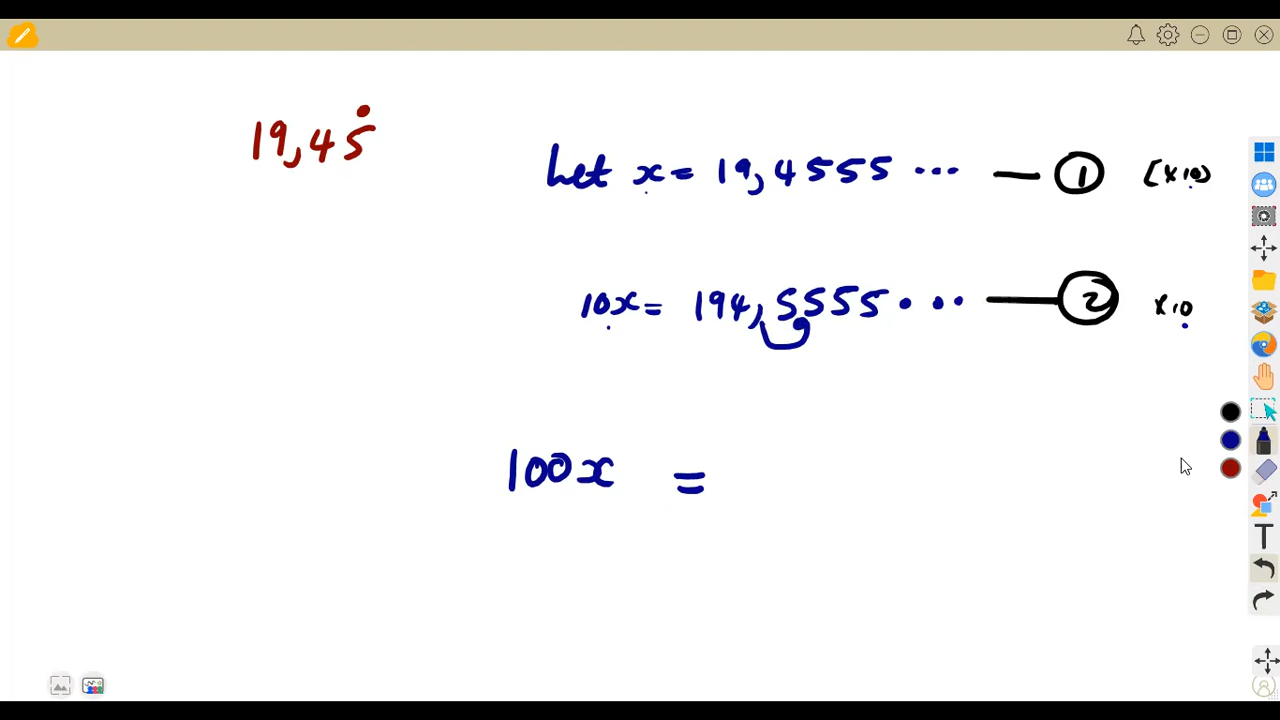 19,45̇
Let x = 19,4555 ... — ① (×10)
10x = 194,5555... — ② ×10
100x =
T